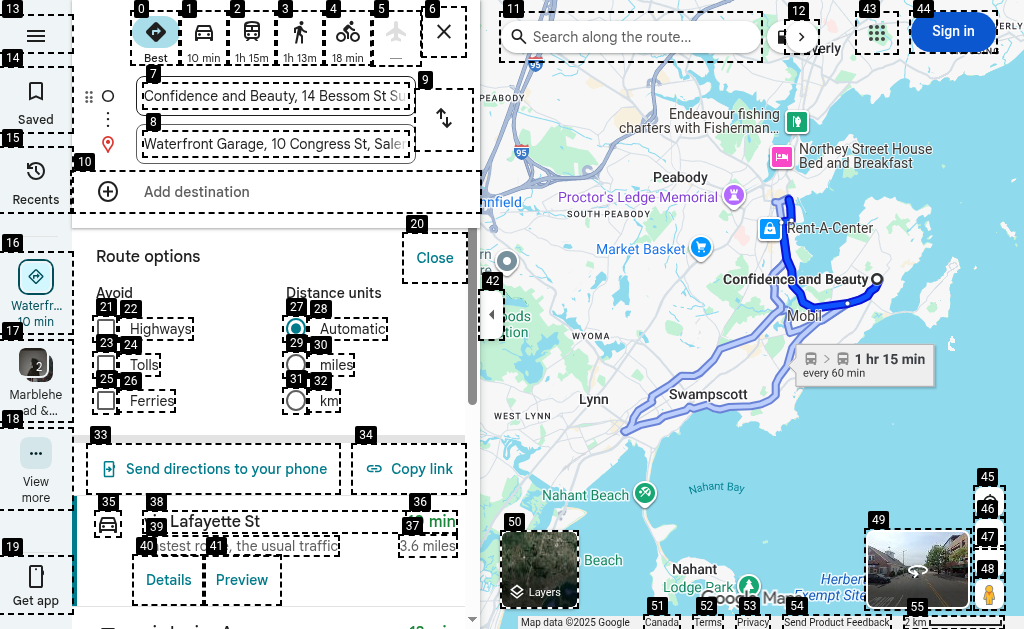 Saved
Recents
Waterfr...
10 min
2
Marblehe
ad &...
View
more
Get app
Best
10 min
1h 15m
1h 13m
18 min
—
Confidence and Beauty, 14 Bessom St Su
Waterfront Garage, 10 Congress St, Saler
Add destination
Route options
Close
Avoid
Highways
Tolls
Ferries
Distance units
Automatic
miles
km
Send directions to your phone
Copy link
Lafayette St
min
the usual traffic
3.6 miles
Details
Preview
Search along the route...
Sign in
PEABODY
95
95
Endeavour fishing
charters with Fisherman...
Northey Street House
Bed and Breakfast
Peabody
Proctor's Ledge Memorial
SOUTH PEABODY
Rent-A-Center
Market Basket
Confidence and Beauty
Mobil
WYOMA
1 hr 15 min
every 60 min
Lynn
Swampscott
WEST LYNN
Nahant Beach
Nahant Bay
Beach
Nahant
Lodge Park
Layers
Map data ©2025 Google
Canada
Terms
Privacy
Send Product Feedback
2 km
0
1
2
3
4
5
6
7
8
9
10
11
12
13
14
15
16
17
18
19
20
21
22
23
24
25
26
27
28
29
30
31
32
33
34
35
36
37
38
39
40
41
42
43
44
45
46
47
48
49
50
51
52
53
54
55